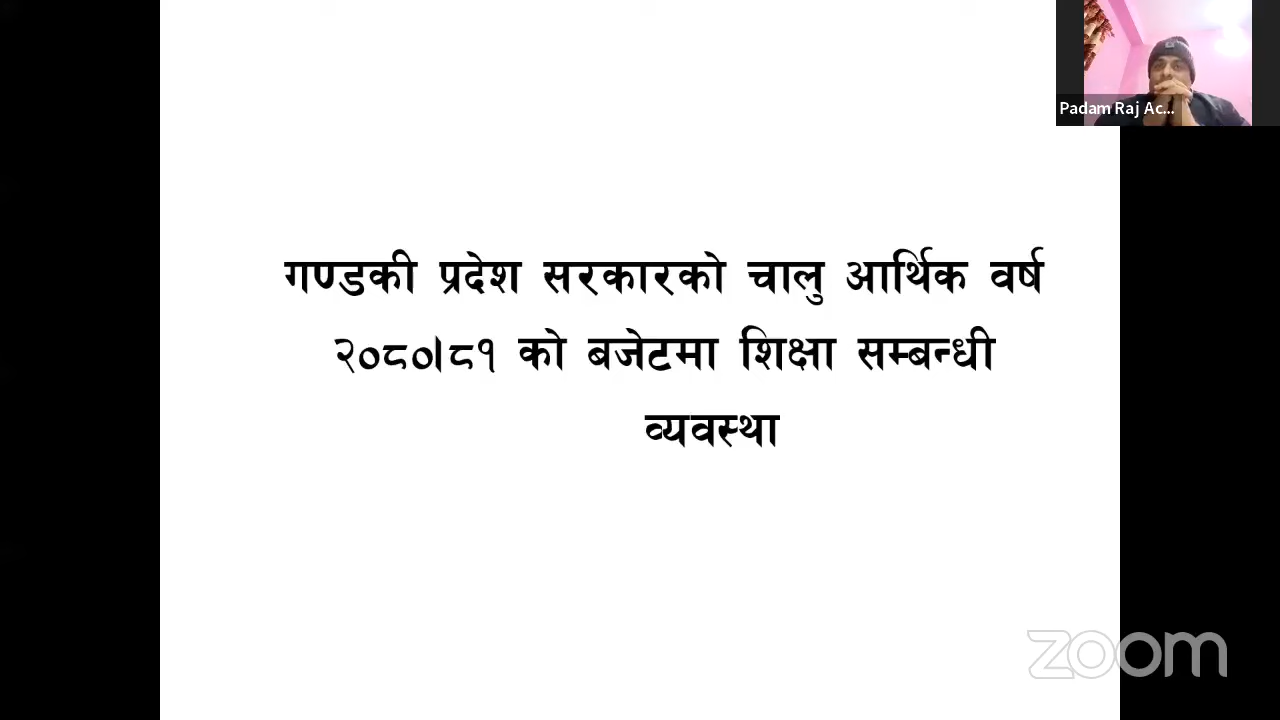 Padam Raj Ac...
गण्डकी प्रदेश सरकारको चालु आर्थिक वर्ष
२०८०।८१ को बजेटमा शिक्षा सम्बन्धी
व्यवस्था
zoom